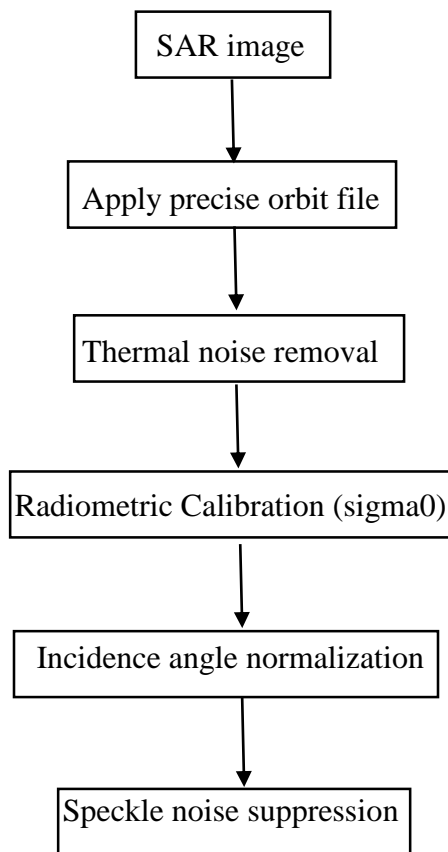 SAR image
Apply precise orbit file
Thermal noise removal
Radiometric Calibration (sigma0)
Incidence angle normalization
Speckle noise suppression